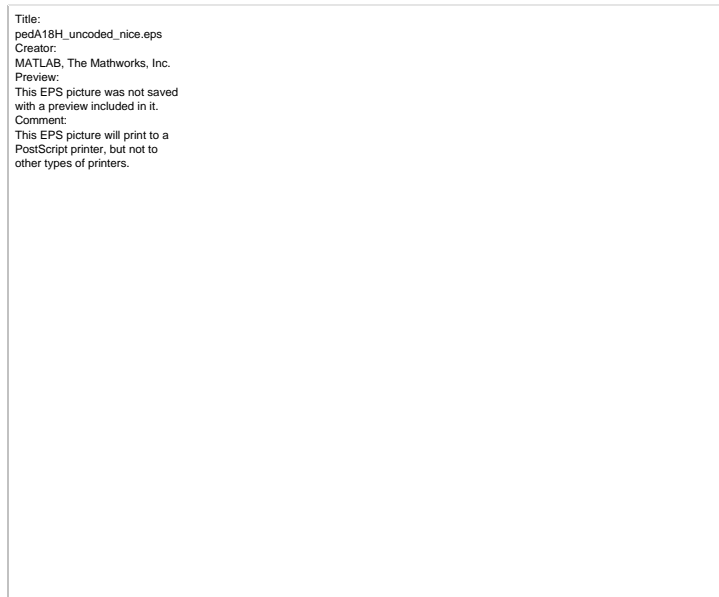 Title:
pedA18H_uncoded_nice.eps
Creator:
MATLAB, The Mathworks, Inc.
Preview:
This EPS picture was not saved
with a preview included in it.
Comment:
This EPS picture will print to a
PostScript printer, but not to
other types of printers.